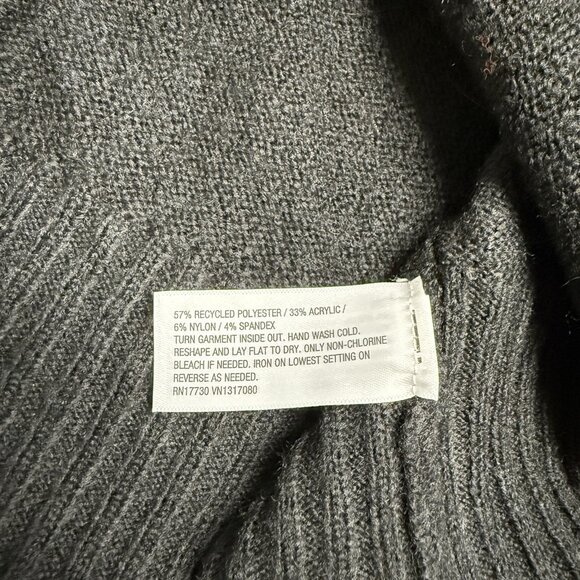 57% RECYCLED POLYESTER / 33% ACRYLIC /
6% NYLON / 4% SPANDEX
TURN GARMENT INSIDE OUT. HAND WASH COLD.
RESHAPE AND LAY FLAT TO DRY. ONLY NON-CHLORINE
BLEACH IF NEEDED. IRON ON LOWEST SETTING ON
REVERSE AS NEEDED.
RN17730 VN1317080